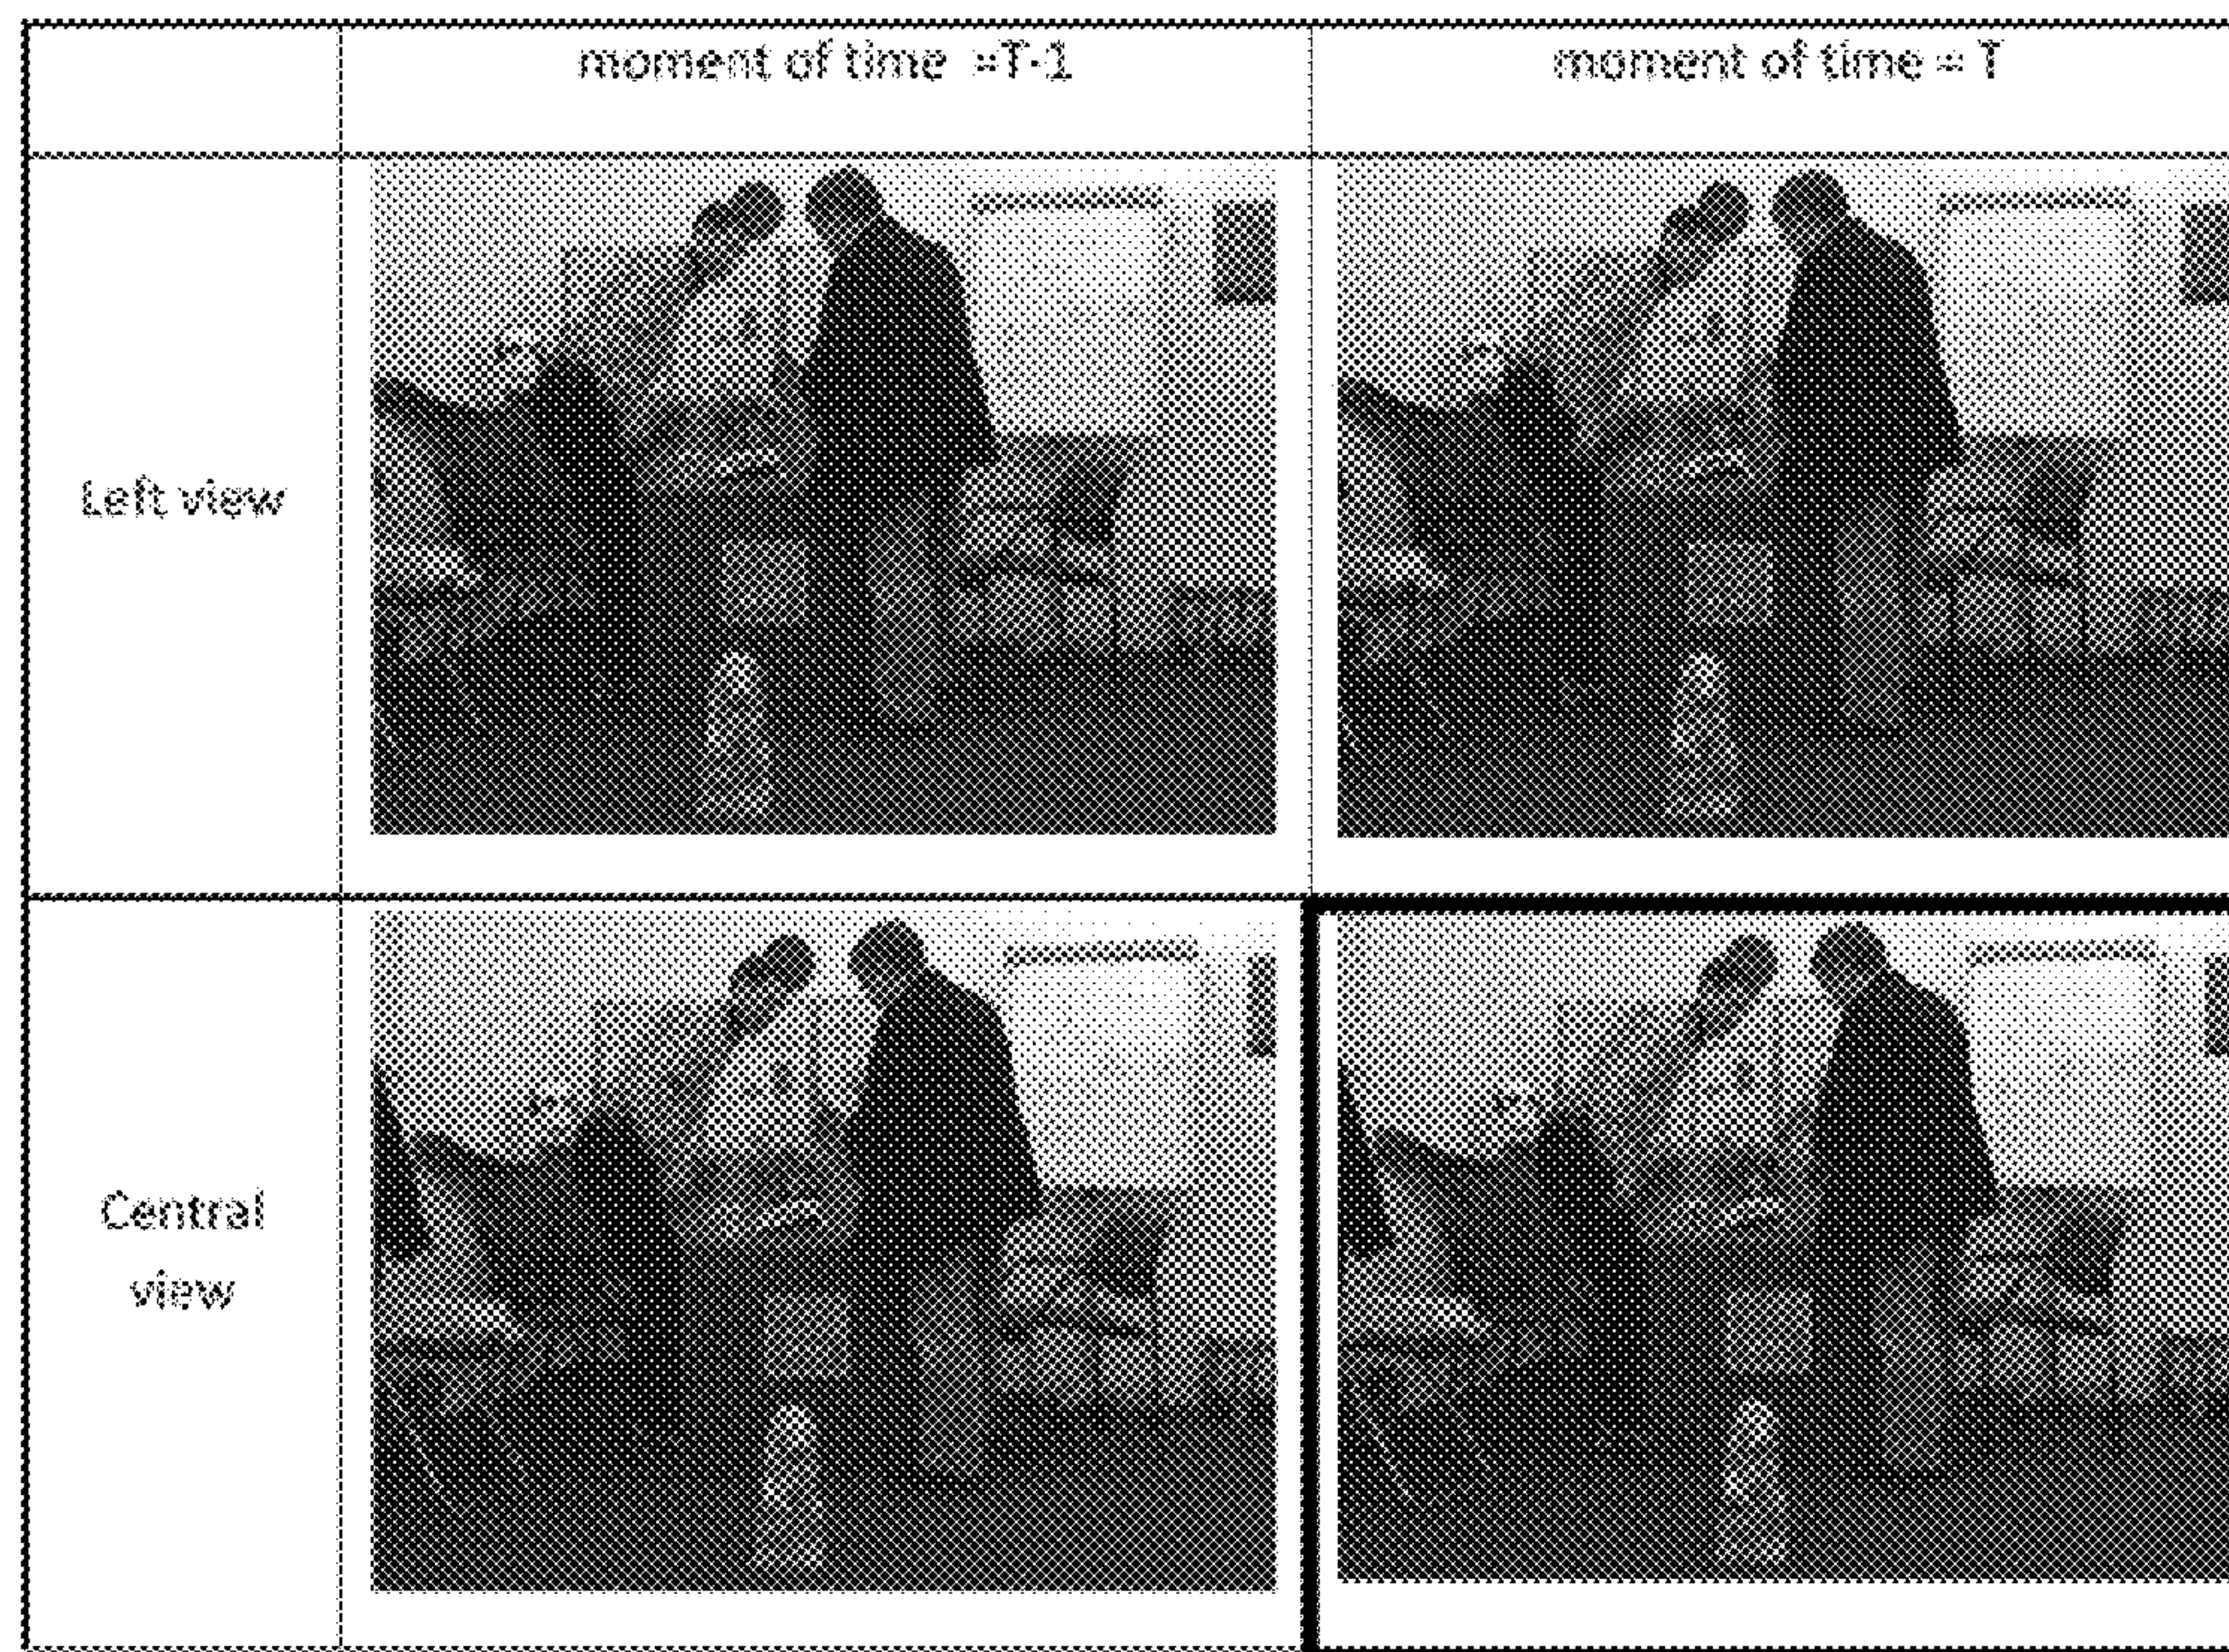 moment of time =T-1
moment of time = T
Left view
Central
view